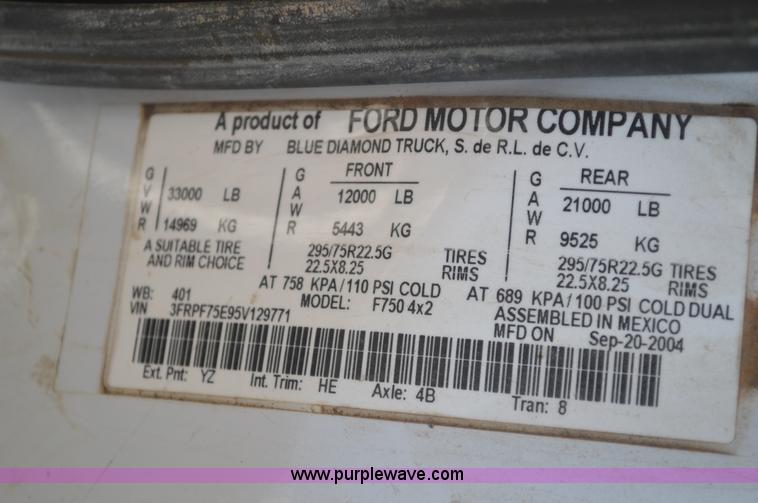 A product of FORD MOTOR COMPANY
MFD BY BLUE DIAMOND TRUCK, S. de R.L. de C.V.
GVWR 33000 LB 14969 KG
GAWR FRONT 12000 LB 5443 KG
GAWR REAR 21000 LB 9525 KG
A SUITABLE TIRE AND RIM CHOICE
295/75R22.5G TIRES
22.5X8.25 RIMS
AT 758 KPA/110 PSI COLD
295/75R22.5G TIRES
22.5X8.25 RIMS
AT 689 KPA/100 PSI COLD DUAL
WB: 401
MODEL: F750 4x2
ASSEMBLED IN MEXICO
VIN 3FRPF75E95V129771
MFD ON Sep-20-2004
Ext. Pnt: YZ Int. Trim: HE Axle: 4B Tran: 8
www.purplewave.com